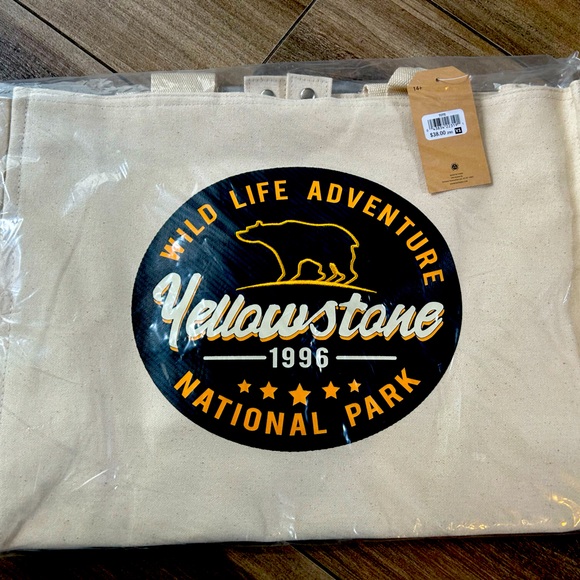 WILD LIFE ADVENTURE
Yellowstone
1996
NATIONAL PARK
$38.00